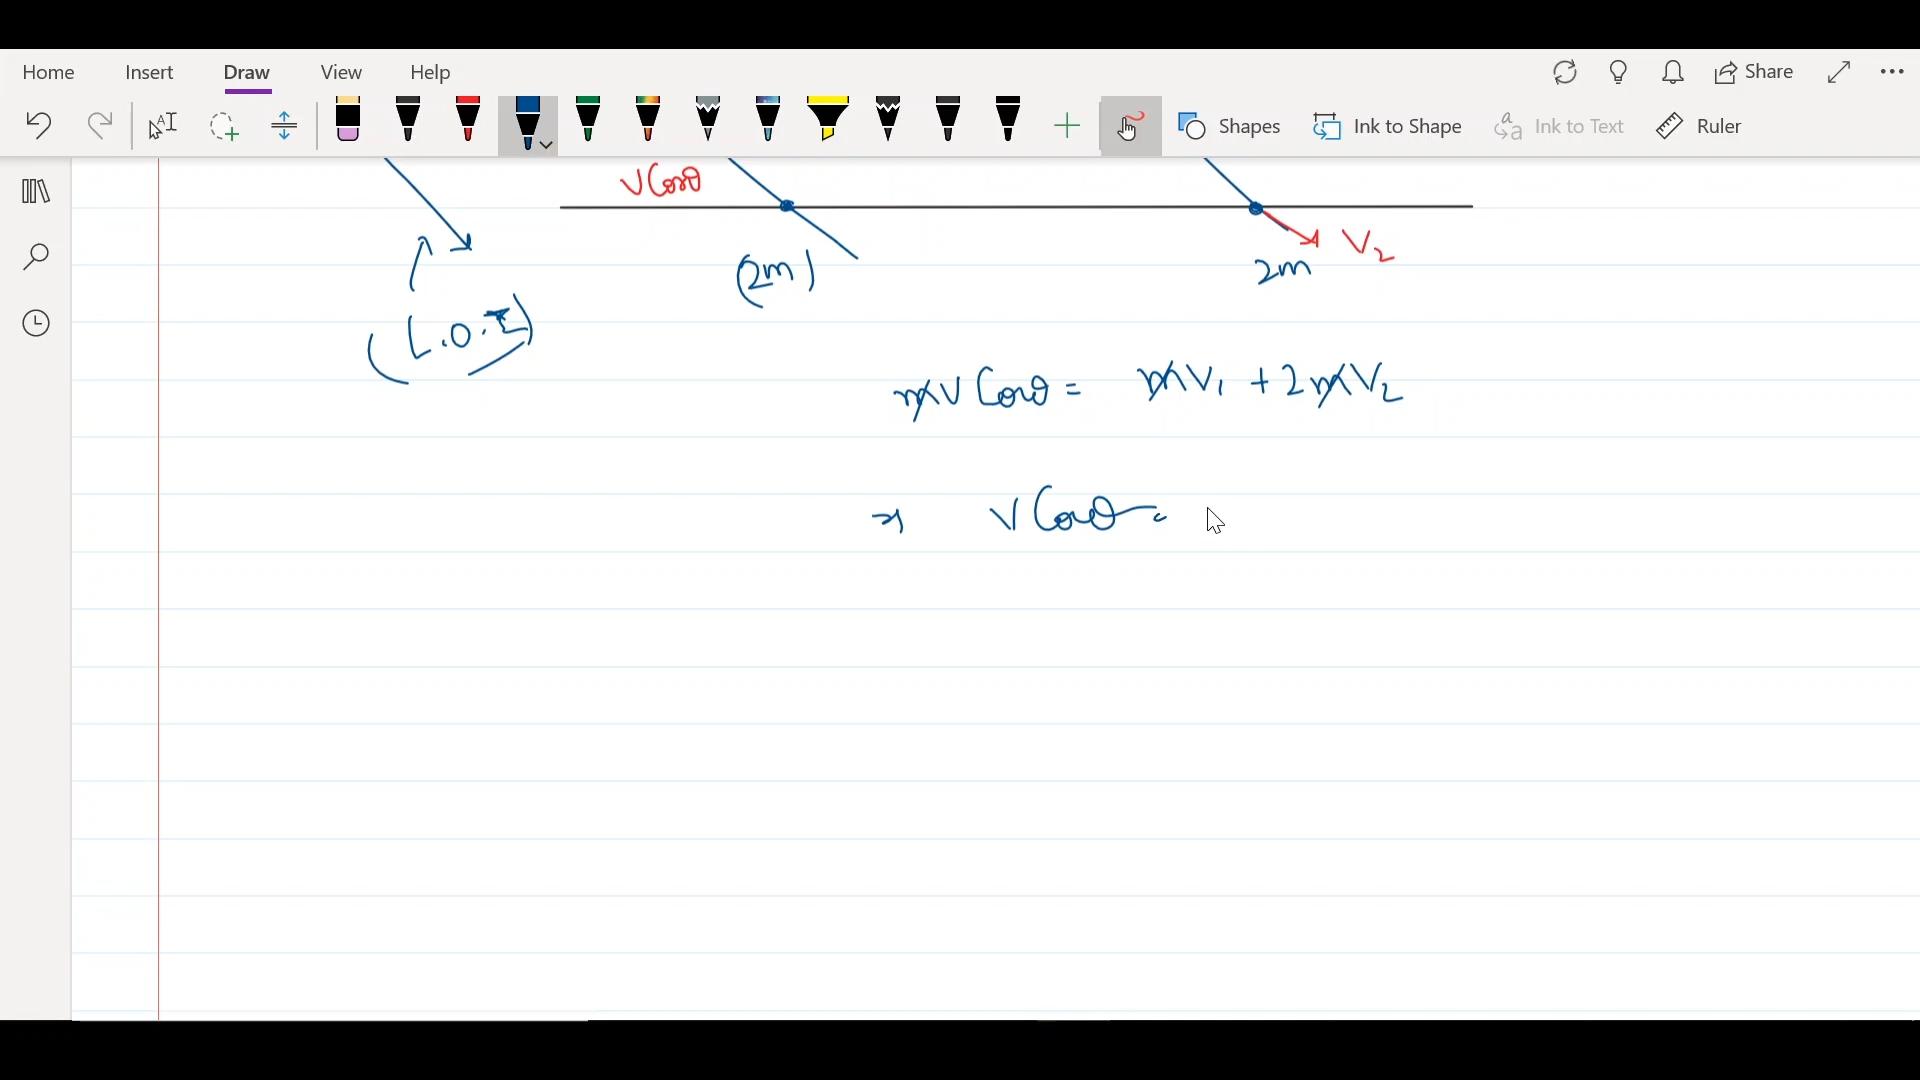 Home Insert Draw View Help Share
Shapes Ink to Shape Ink to Text Ruler
V Cosθ
V₂
(2m) 2m
(L.O.I)
mV Cosθ = mV₁ + 2mV₂
⇒ V Cosθ =